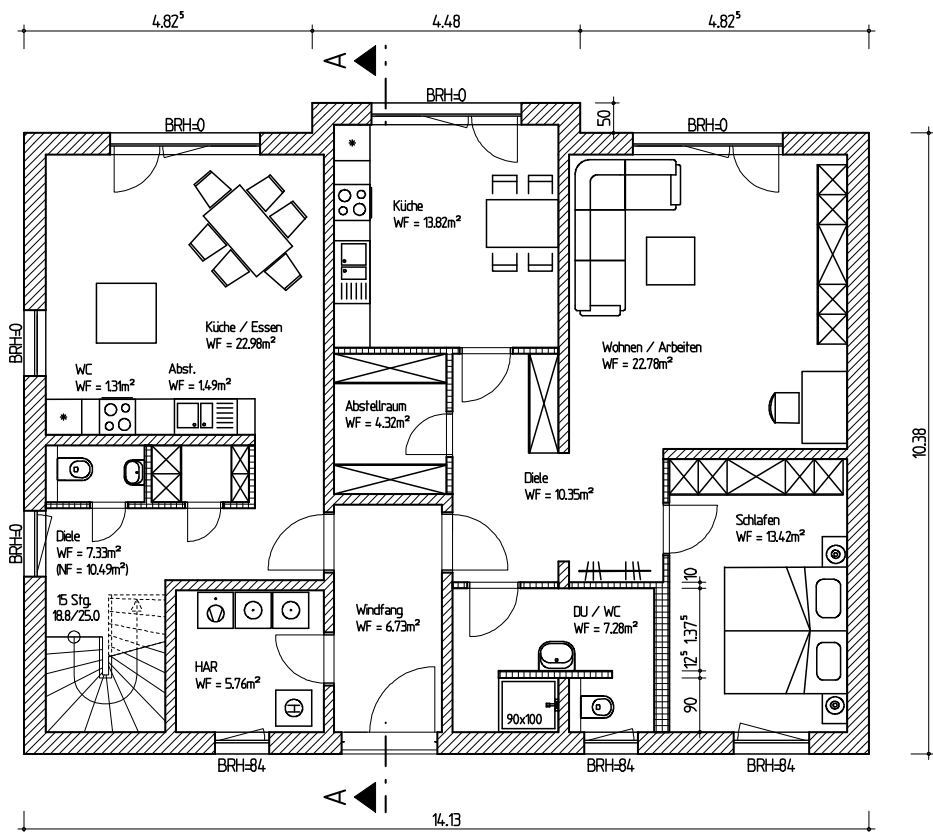 4.82⁵
4.48
4.82⁵
A
BRH=0
50
BRH=0
BRH=0
Küche
WF = 13.82m²
BRH=0
Küche / Essen
WF = 22.98m²
Wohnen / Arbeiten
WF = 22.78m²
WC
WF = 1.31m²
Abst.
WF = 1.49m²
Abstellraum
WF = 4.32m²
10.38
Diele
WF = 10.35m²
Schlafen
WF = 13.42m²
BRH=0
Diele
WF = 7.33m²
(NF = 10.49m²)
15 Stg.
18.8/25.0
Windfang
WF = 6.73m²
DU / WC
WF = 7.28m²
10
1.37⁵
12⁵
90
HAR
WF = 5.76m²
90x100
BRH=84
BRH=84
BRH=84
A
14.13